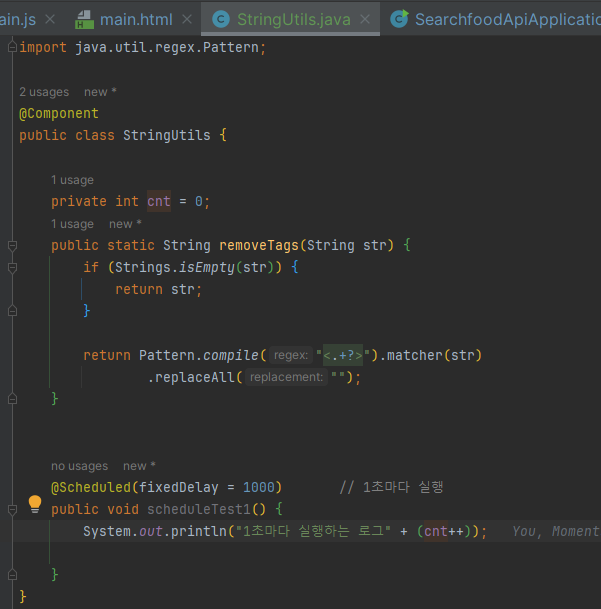 ain.js × main.html × StringUtils.java × SearchfoodApiApplicatio
import java.util.regex.Pattern;
2 usages new *
@Component
public class StringUtils {
1 usage
private int cnt = 0;
1 usage new *
public static String removeTags(String str) {
if (Strings.isEmpty(str)) {
return str;
}
return Pattern.compile( regex: "<.+?>").matcher(str)
.replaceAll( replacement: "");
}
no usages new *
@Scheduled(fixedDelay = 1000) // 1초마다 실행
public void scheduleTest1() {
System.out.println("1초마다 실행하는 로그" + (cnt++)); You, Moment
}
}